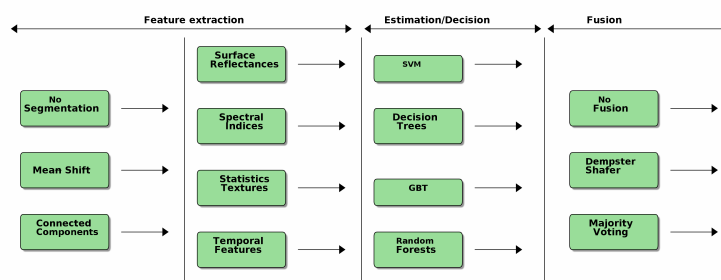 Feature extraction
Estimation/Decision
Fusion
No
Segmentation
Mean Shift
Connected
Components
Surface
Reflectances
Spectral
Indices
Statistics
Textures
Temporal
Features
SVM
Decision
Trees
GBT
Random
Forests
No
Fusion
Dempster
Shafer
Majority
Voting